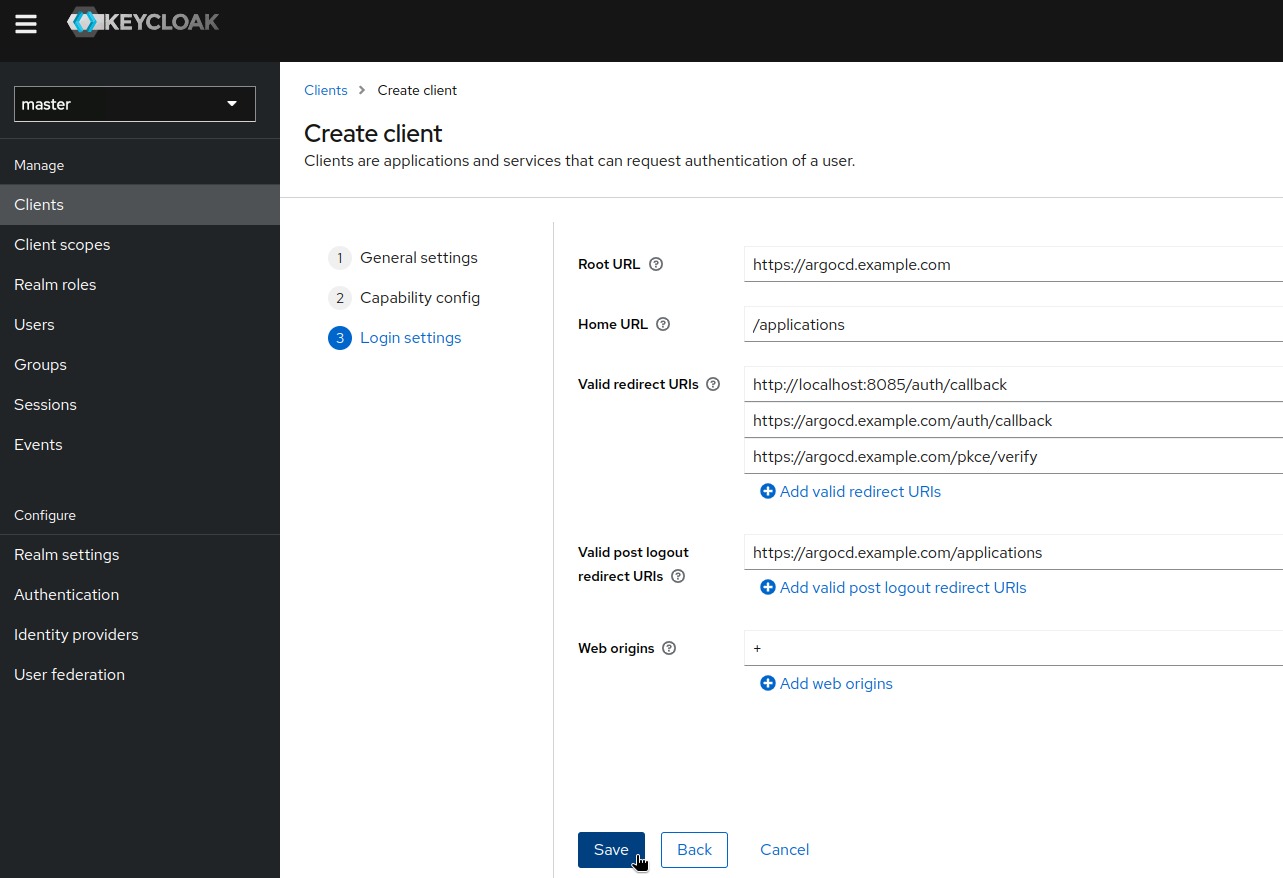 KEYCLOAK
master
Manage
Clients
Client scopes
Realm roles
Users
Groups
Sessions
Events
Configure
Realm settings
Authentication
Identity providers
User federation
Clients > Create client
Create client
Clients are applications and services that can request authentication of a user.
1 General settings
2 Capability config
3 Login settings
Root URL ? https://argocd.example.com
Home URL ? /applications
Valid redirect URIs ? http://localhost:8085/auth/callback
https://argocd.example.com/auth/callback
https://argocd.example.com/pkce/verify
Add valid redirect URIs
Valid post logout
redirect URIs ?
https://argocd.example.com/applications
Add valid post logout redirect URIs
Web origins ? +
Add web origins
Save Back Cancel